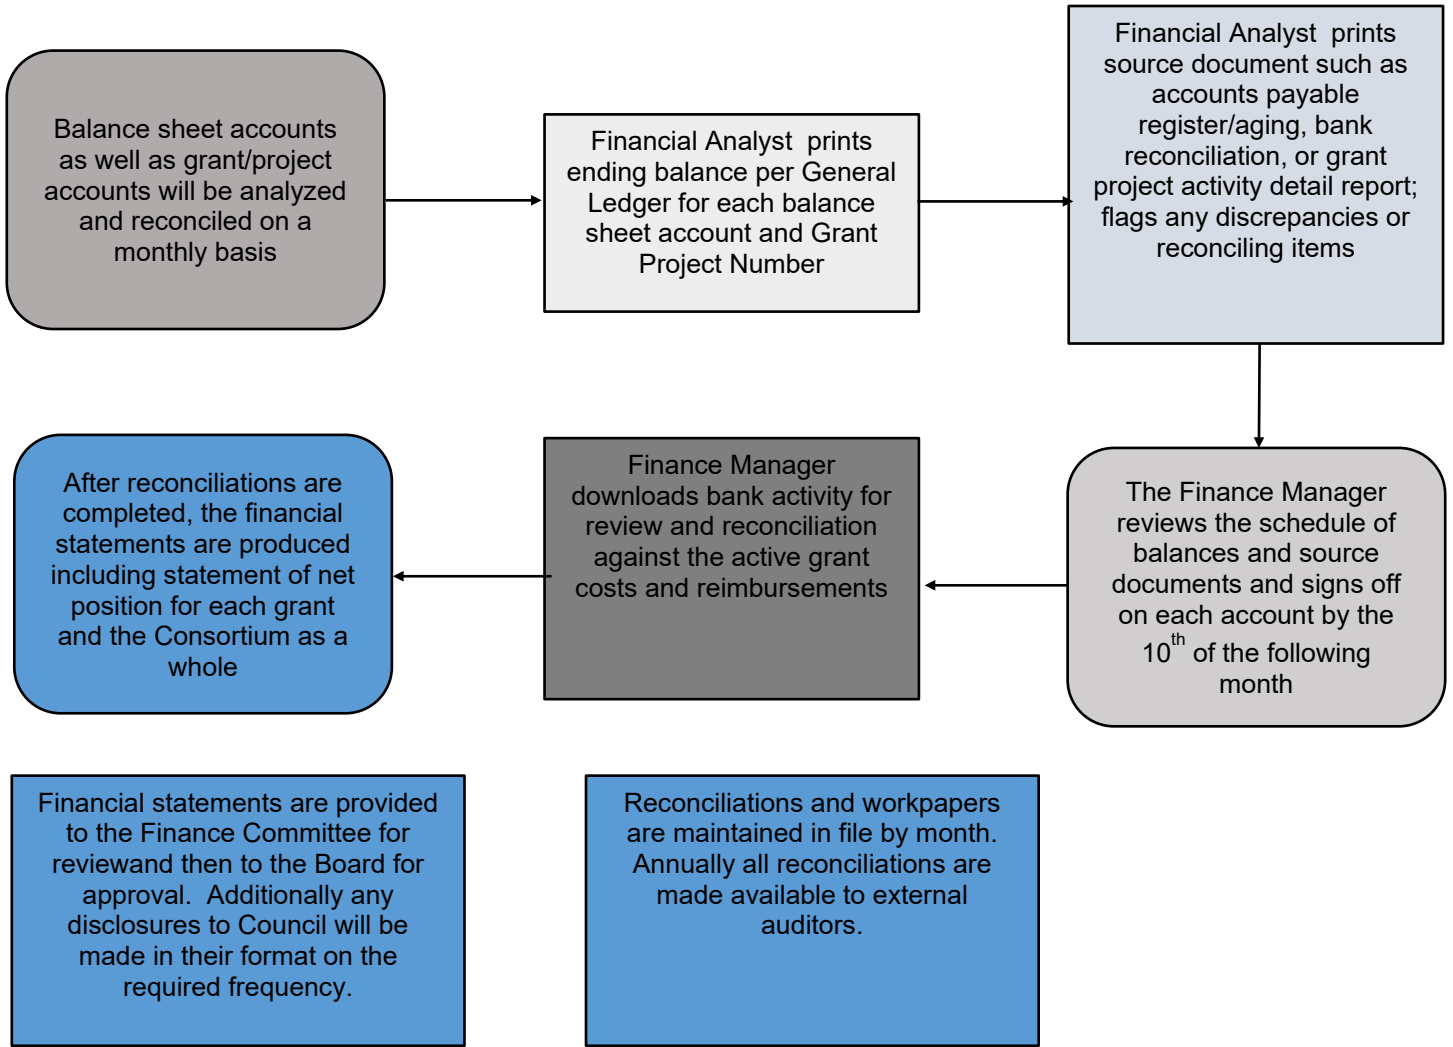 Balance sheet accounts
as well as grant/project
accounts will be analyzed
and reconciled on a
monthly basis
Financial Analyst  prints
ending balance per General
Ledger for each balance
sheet account and Grant
Project Number
Financial Analyst  prints
source document such as
accounts payable
register/aging, bank
reconciliation, or grant
project activity detail report;
flags any discrepancies or
reconciling items
The Finance Manager
reviews the schedule of
balances and source
documents and signs off
on each account by the
10th of the following
month
Finance Manager
downloads bank activity for
review and reconciliation
against the active grant
costs and reimbursements
After reconciliations are
completed, the financial
statements are produced
including statement of net
position for each grant
and the Consortium as a
whole
Financial statements are provided
to the Finance Committee for
reviewand then to the Board for
approval.  Additionally any
disclosures to Council will be
made in their format on the
required frequency.
Reconciliations and workpapers
are maintained in file by month.
Annually all reconciliations are
made available to external
auditors.